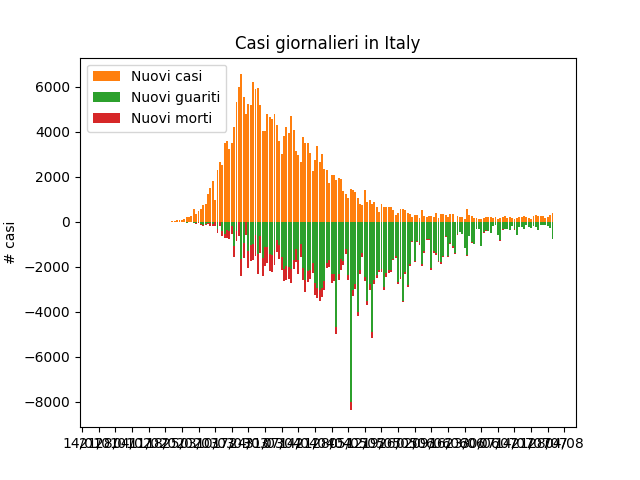 Casi giornalieri in Italy
Nuovi casi
Nuovi guariti
Nuovi morti
# casi
6000
4000
2000
0
−2000
−4000
−6000
−8000